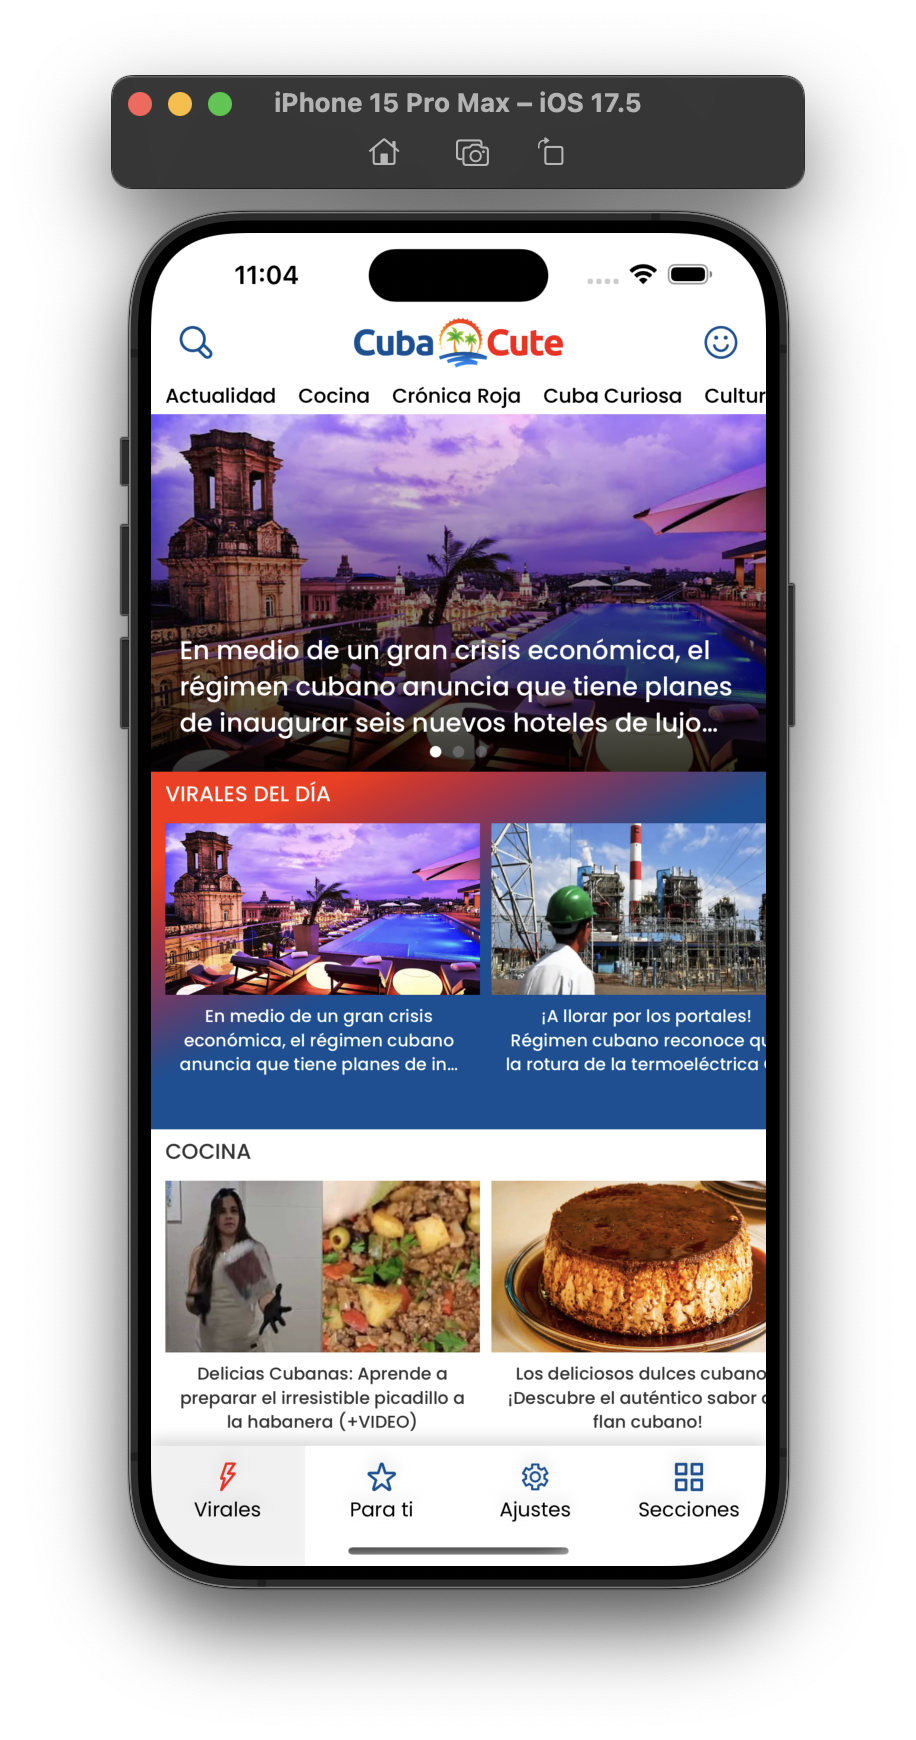 iPhone 15 Pro Max – iOS 17.5
11:04
Cuba Cute
Actualidad Cocina Crónica Roja Cuba Curiosa Cultur
En medio de un gran crisis económica, el
régimen cubano anuncia que tiene planes
de inaugurar seis nuevos hoteles de lujo...
VIRALES DEL DÍA
En medio de un gran crisis
económica, el régimen cubano
anuncia que tiene planes de in...
¡A llorar por los portales!
Régimen cubano reconoce qu
la rotura de la termoeléctrica
COCINA
Delicias Cubanas: Aprende a
preparar el irresistible picadillo a
la habanera (+VIDEO)
Los deliciosos dulces cubano
¡Descubre el auténtico sabor
flan cubano!
Virales Para ti Ajustes Secciones